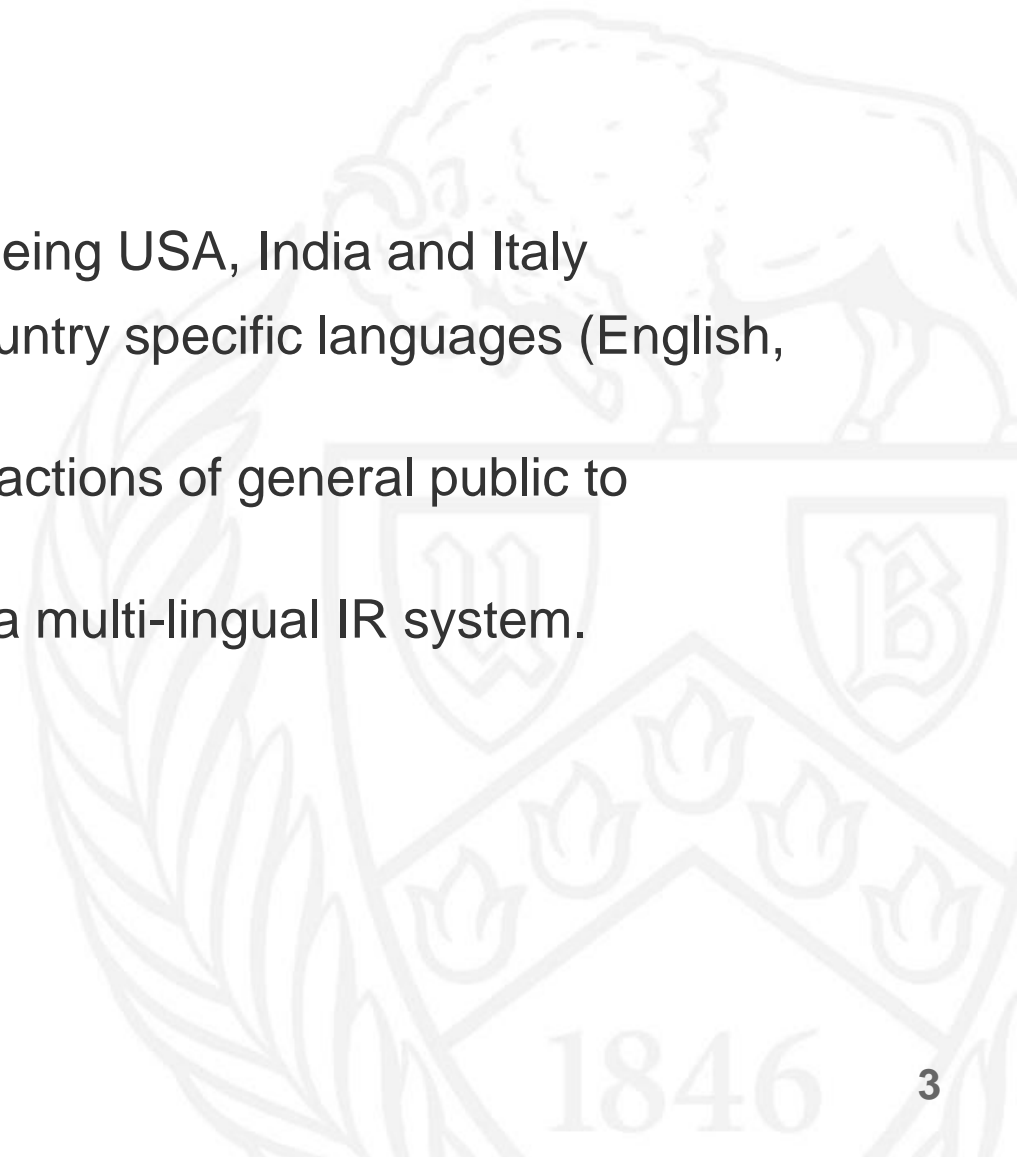 eing USA, India and Italy
untry specific languages (English,
actions of general public to
a multi-lingual IR system.
U B
1846
3